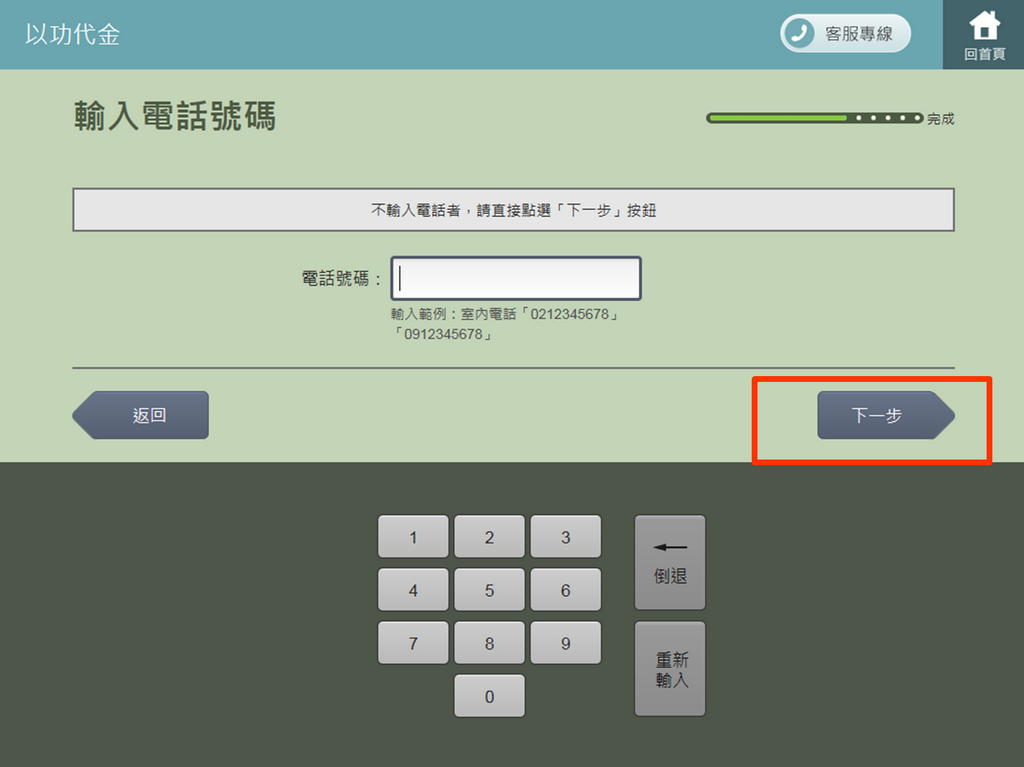 以功代金
客服專線
回首頁
輸入電話號碼
完成
不輸入電話者，請直接點選「下一步」按鈕
電話號碼：
輸入範例：室內電話「0212345678」
「0912345678」
返回
下一步
1 2 3
倒退
4 5 6
7 8 9
重新
輸入
0